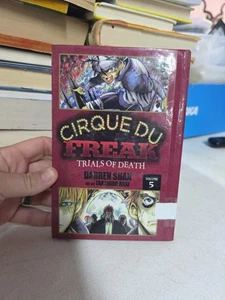 CIRQUE DU
FREAK
TRIALS OF DEATH
DARREN SHAN
VOLUME
5